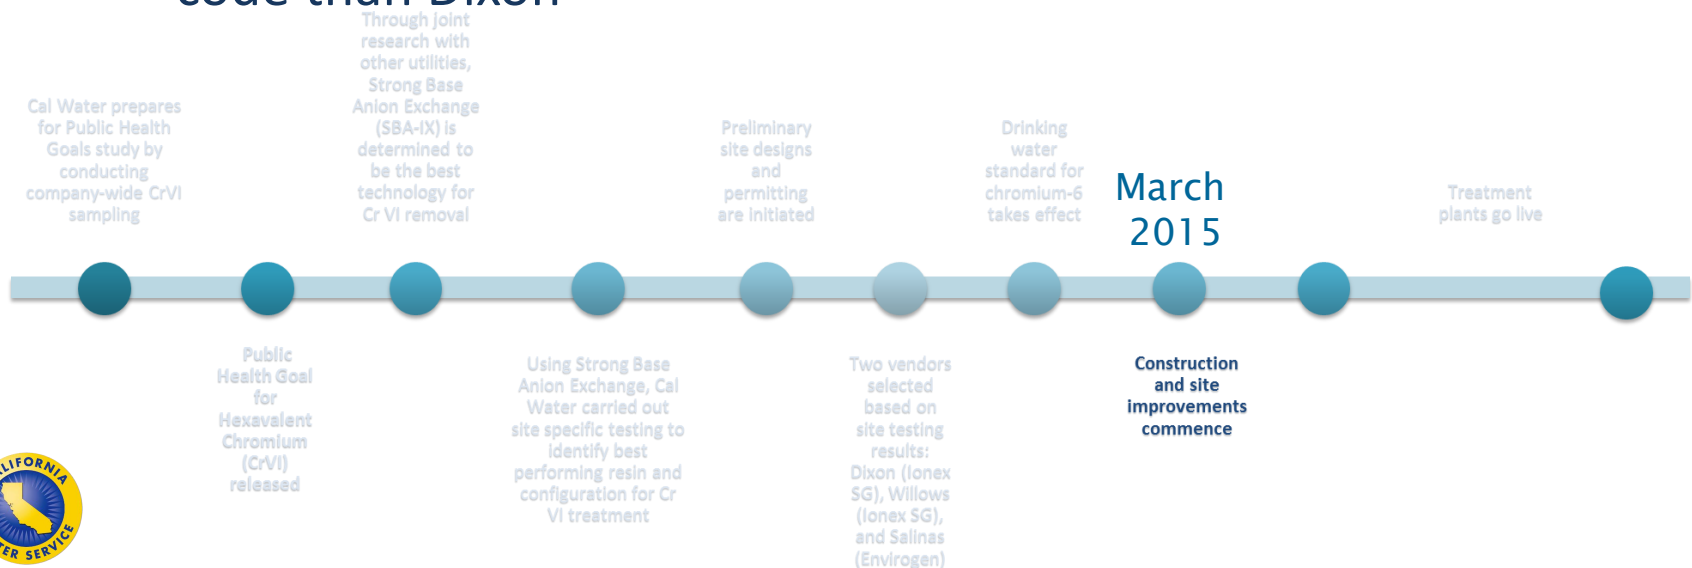 code than Dixon
Through joint
research with
other utilities,
Strong Base
Anion Exchange
(SBA-IX) is
determined to
be the best
technology for
Cr VI removal
Cal Water prepares
for Public Health
Goals study by
conducting
company-wide CrVI
sampling
Preliminary
site designs
and
permitting
are initiated
Drinking
water
standard for
chromium-6
takes effect
March
2015
Treatment
plants go live
Public
Health Goal
for
Hexavalent
Chromium
(CrVI)
released
Using Strong Base
Anion Exchange, Cal
Water carried out
site specific testing to
identify best
performing resin and
configuration for Cr
VI treatment
Two vendors
selected
based on
site testing
results:
Dixon (Ionex
SG), Willows
(Ionex SG),
and Salinas
(Envirogen)
Construction
and site
improvements
commence